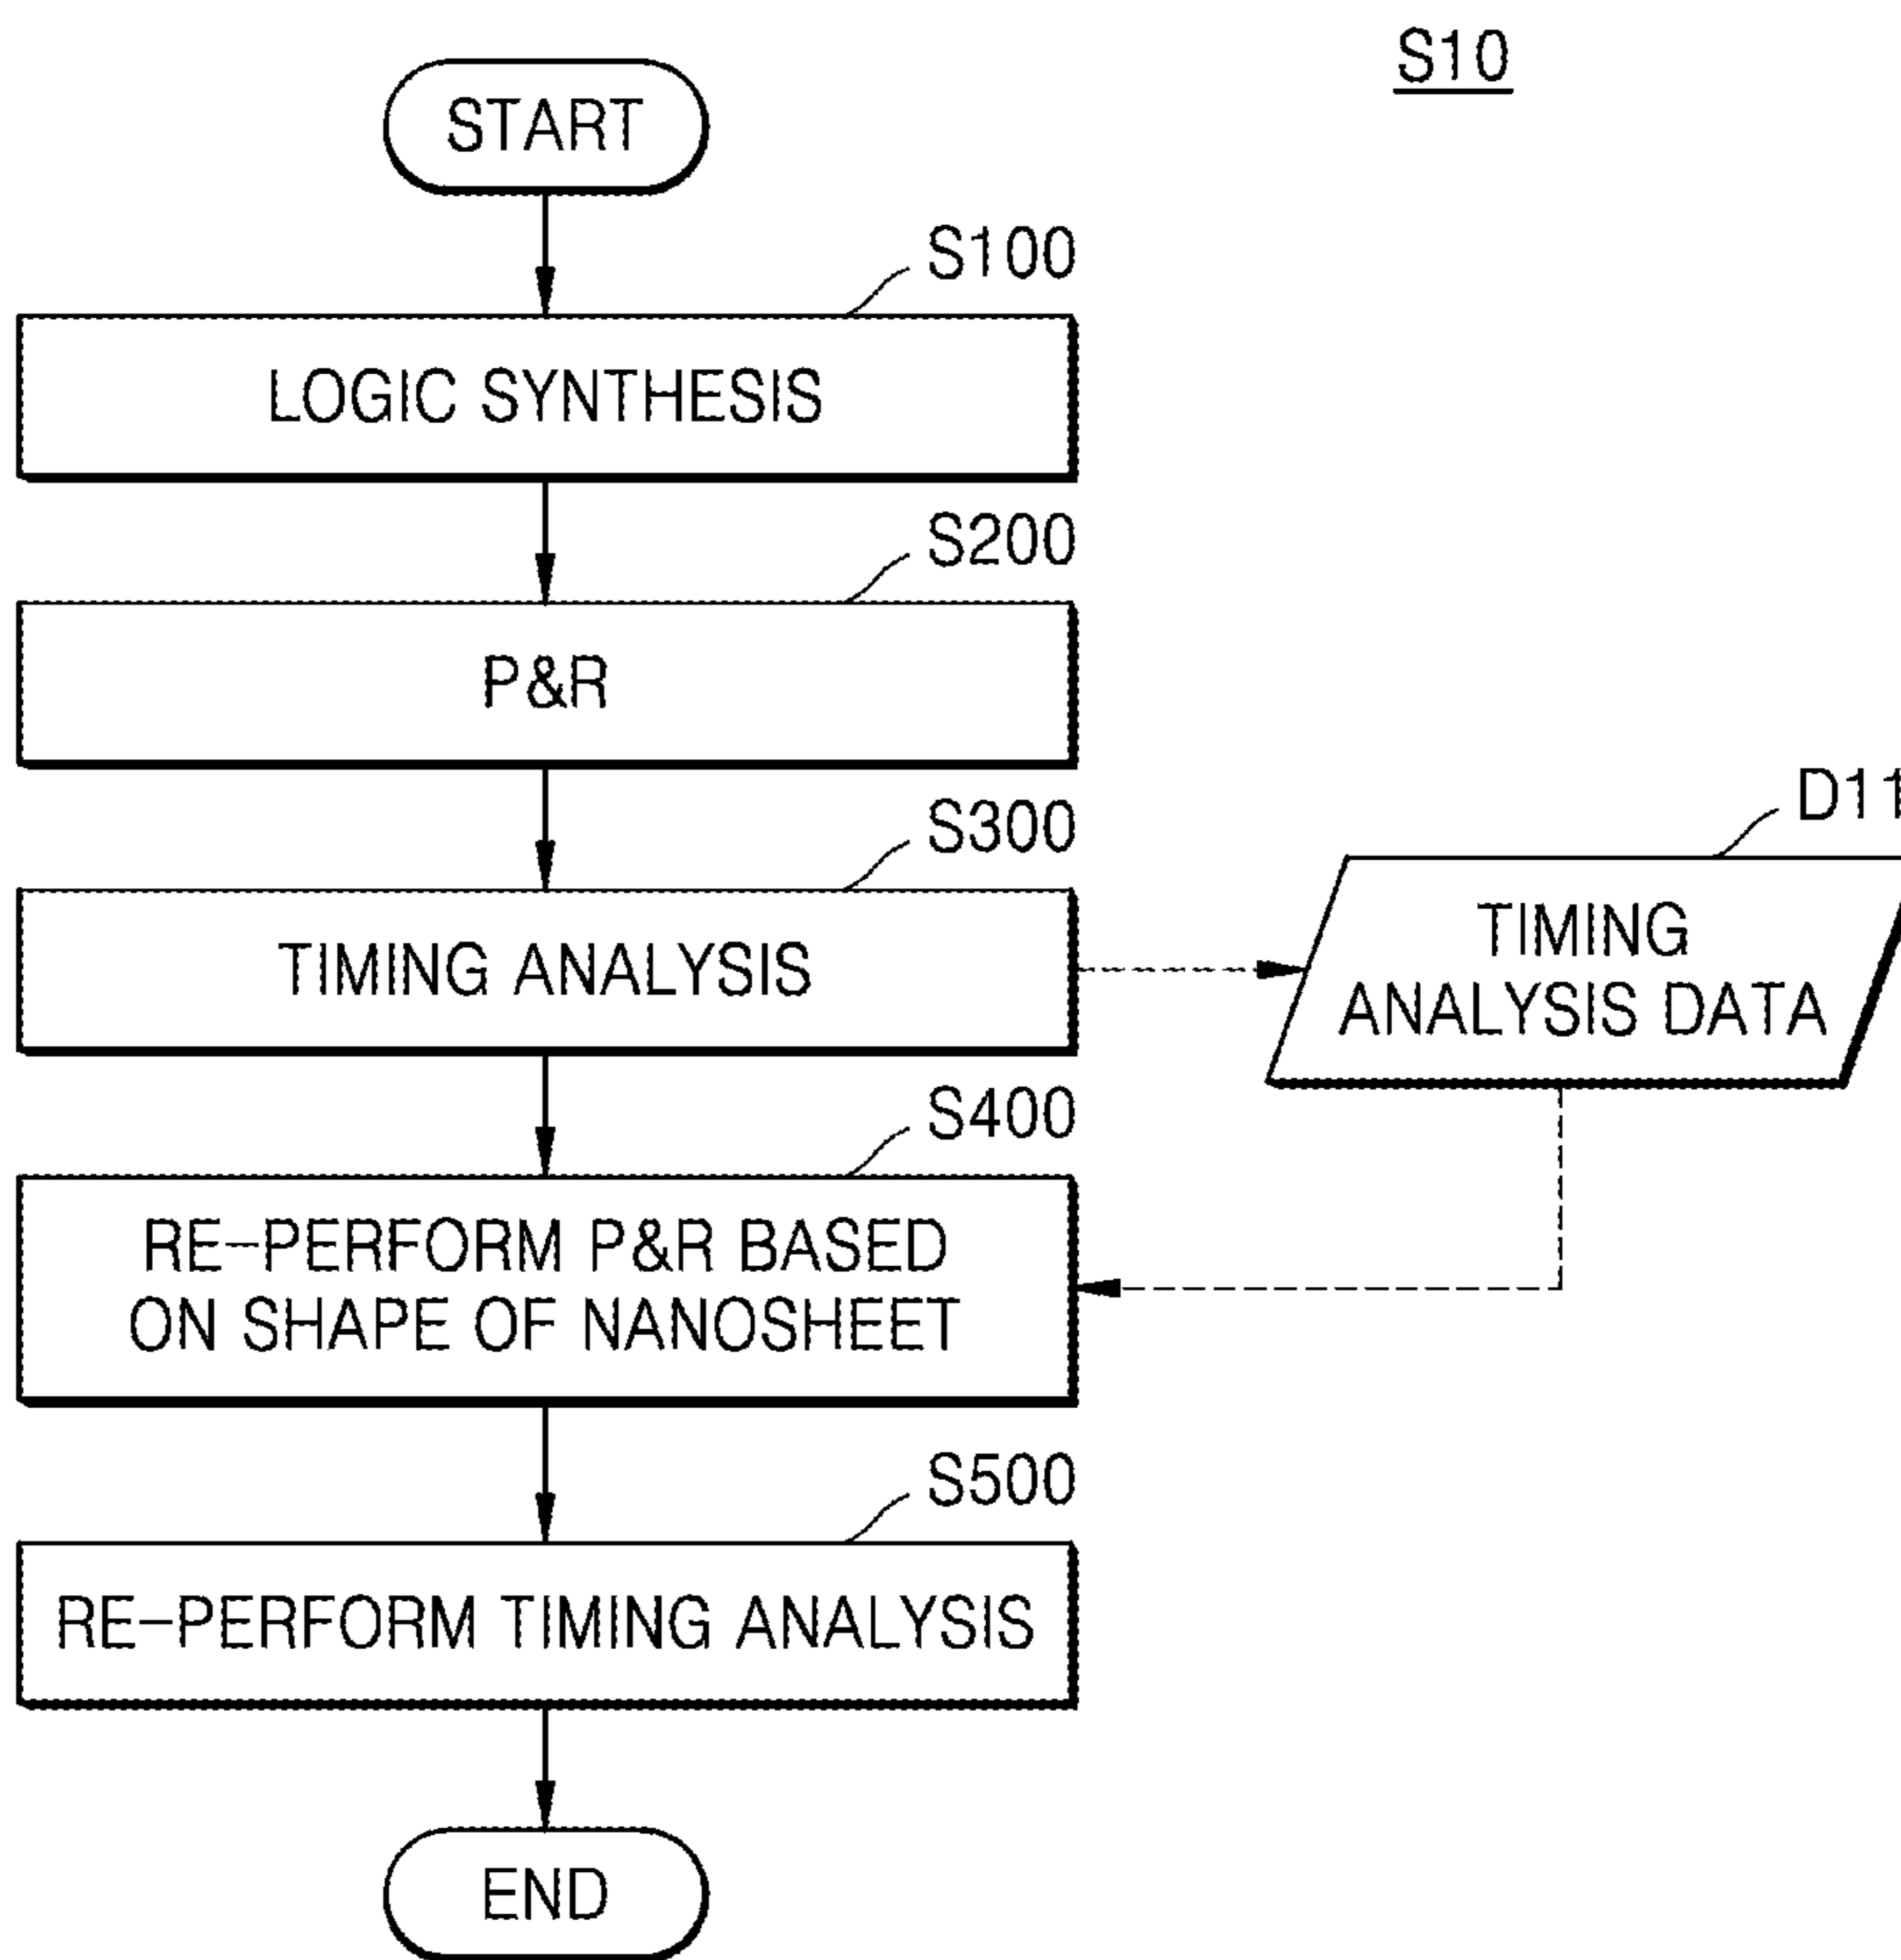 S10
START
S100
LOGIC SYNTHESIS
S200
P&R
S300
TIMING ANALYSIS
D11
TIMING
ANALYSIS DATA
S400
RE-PERFORM P&R BASED
ON SHAPE OF NANOSHEET
S500
RE-PERFORM TIMING ANALYSIS
END